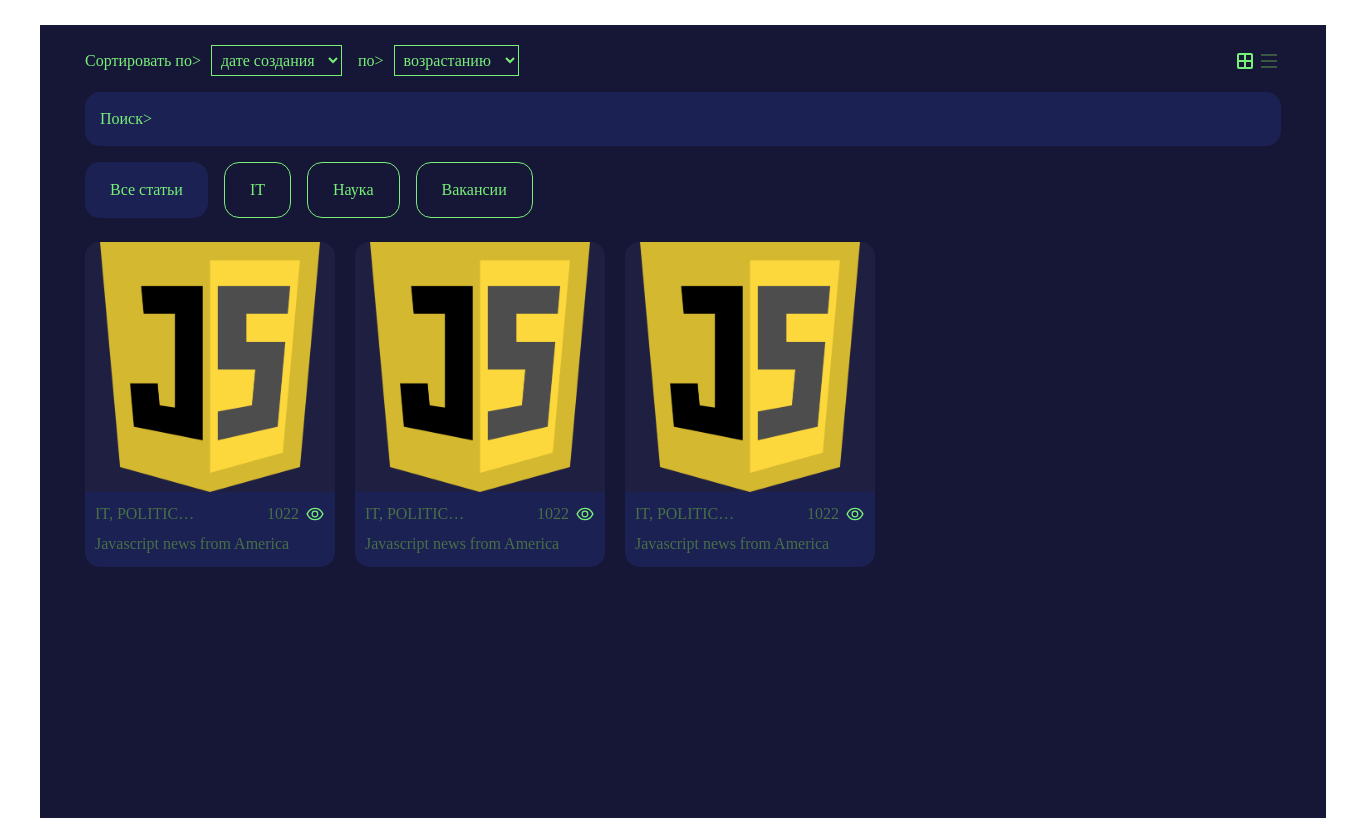 Сортировать по> дате создания по> возрастанию
Поиск>
Все статьи IT Наука Вакансии
JS JS JS
IT, POLITIC… 1022 IT, POLITIC… 1022 IT, POLITIC… 1022
Javascript news from America Javascript news from America Javascript news from America